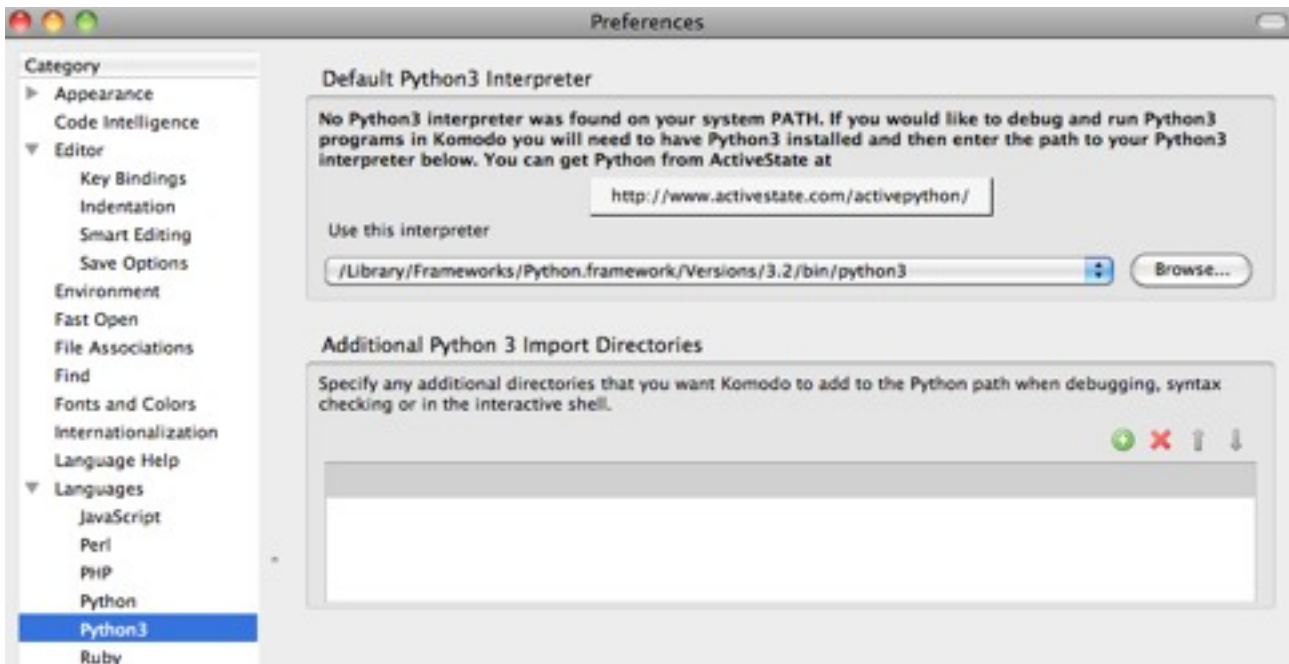 Preferences
Category
Appearance
Code Intelligence
Editor
Key Bindings
Indentation
Smart Editing
Save Options
Environment
Fast Open
File Associations
Find
Fonts and Colors
Internationalization
Language Help
Languages
JavaScript
Perl
PHP
Python
Python3
Ruby
Default Python3 Interpreter
No Python3 interpreter was found on your system PATH. If you would like to debug and run Python3
programs in Komodo you will need to have Python3 installed and then enter the path to your Python3
interpreter below. You can get Python from ActiveState at
http://www.activestate.com/activepython/
Use this interpreter
/Library/Frameworks/Python.framework/Versions/3.2/bin/python3
Browse...
Additional Python 3 Import Directories
Specify any additional directories that you want Komodo to add to the Python path when debugging, syntax
checking or in the interactive shell.